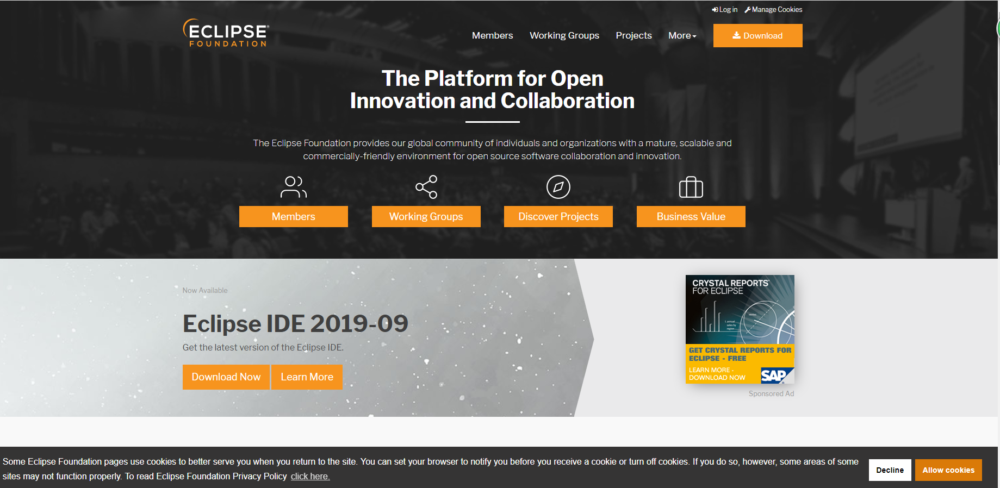 Log in Manage Cookies
ECLIPSE®
FOUNDATION
Members Working Groups Projects More Download
The Platform for Open
Innovation and Collaboration
The Eclipse Foundation provides our global community of individuals and organizations with a mature, scalable and
commercially-friendly environment for open source software collaboration and innovation.
Members Working Groups Discover Projects Business Value
Now Available
Eclipse IDE 2019-09
Get the latest version of the Eclipse IDE.
Download Now Learn More
CRYSTAL REPORTS®
FOR ECLIPSE
annual
sales by
region
GET CRYSTAL REPORTS FOR
ECLIPSE - FREE
LEARN MORE -
DOWNLOAD NOW
SAP
Sponsored Ad
Some Eclipse Foundation pages use cookies to better serve you when you return to the site. You can set your browser to notify you before you receive a cookie or turn off cookies. If you do so, however, some areas of some
sites may not function properly. To read Eclipse Foundation Privacy Policy click here.
Decline Allow cookies